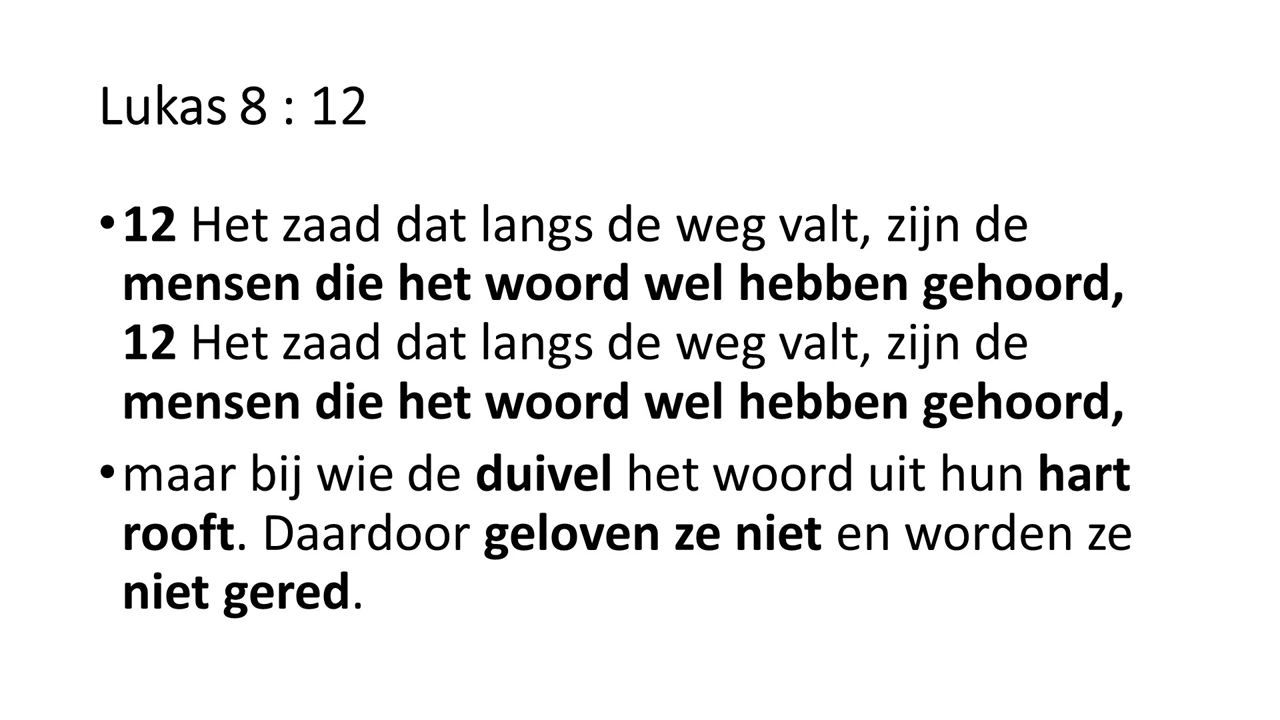 Lukas 8 : 12
•12 Het zaad dat langs de weg valt, zijn de
mensen die het woord wel hebben gehoord,
12 Het zaad dat langs de weg valt, zijn de
mensen die het woord wel hebben gehoord,
•maar bij wie de duivel het woord uit hun hart
rooft. Daardoor geloven ze niet en worden ze
niet gered.